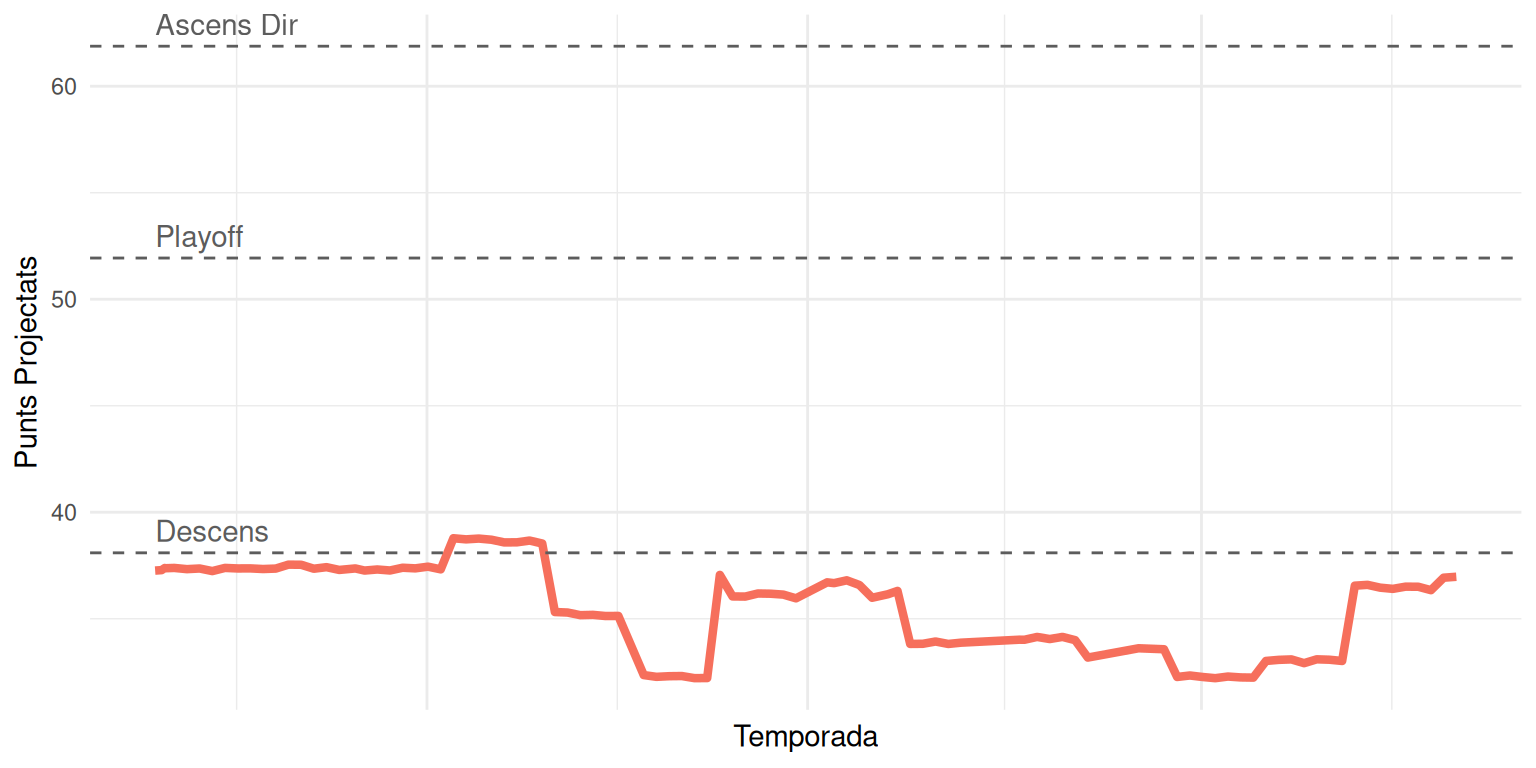 Ascens Dir
60
Playoff
50
Punts Projectats
40
Descens
Temporada